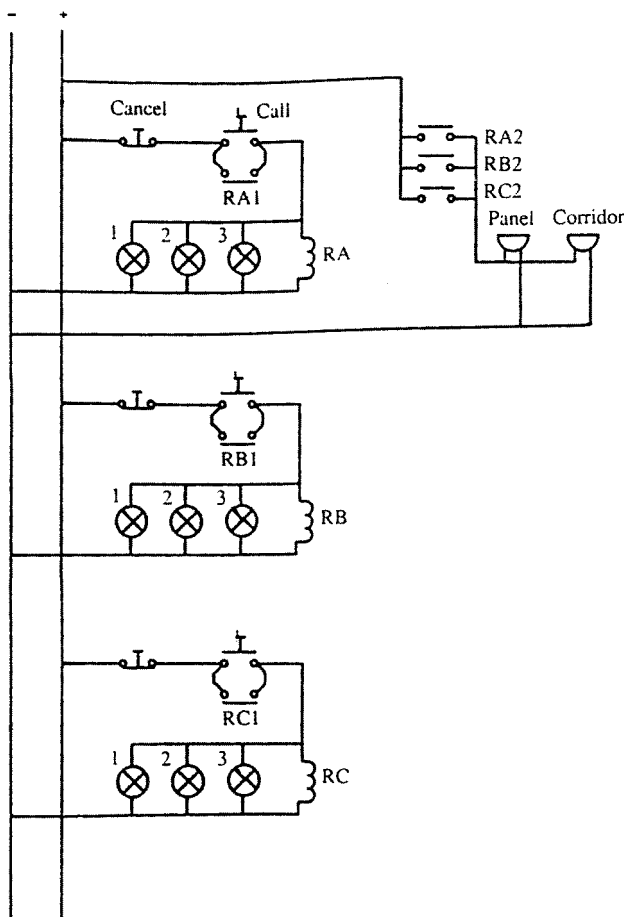 - +
Cancel Call
RA2
RB2
RC2
RA1
Panel Corridor
1 2 3
RA
RB1
1 2 3
RB
RC1
1 2 3
RC